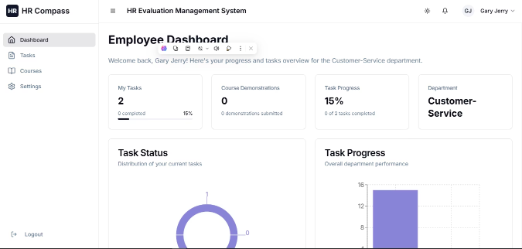 HR HR Compass
HR Evaluation Management System
GJ Gary Jerry
Dashboard
Tasks
Courses
Settings
Logout
Employee Dashboard
Welcome back, Gary Jerry! Here's your progress and tasks overview for the Customer-Service department.
My Tasks
2
0 completed 15%
Course Demonstrations
0
0 demonstrations submitted
Task Progress
15%
0 of 2 tasks completed
Department
Customer-
Service
Task Status
Distribution of your current tasks
1
0
Task Progress
Overall department performance
16
12
8
4